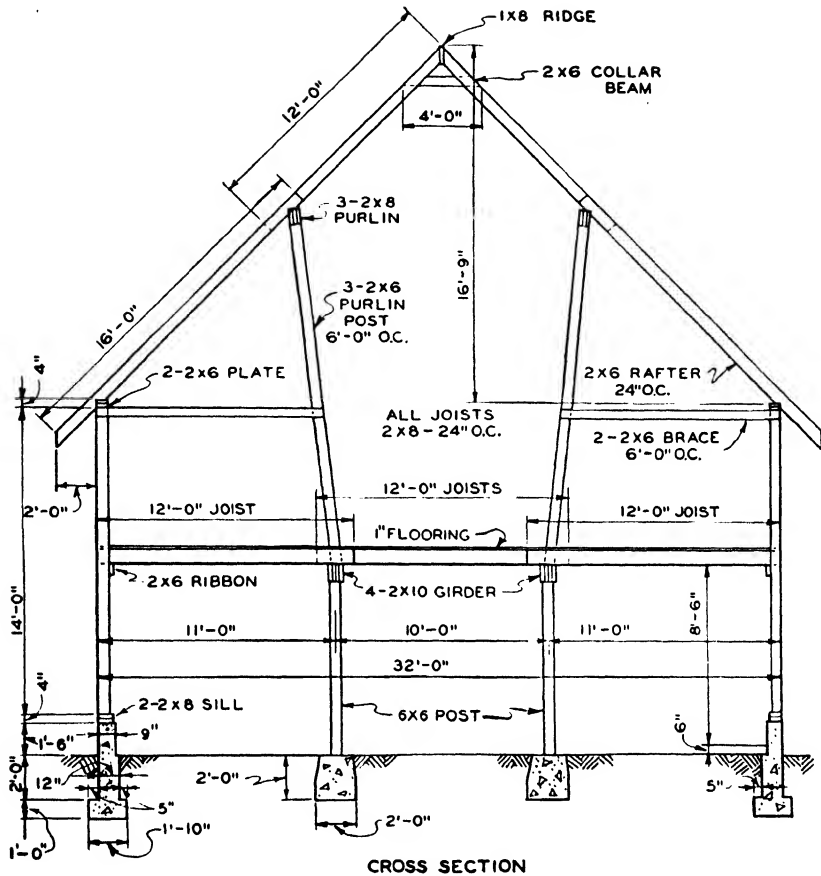 1X8 RIDGE
2X6 COLLAR
BEAM
12'-0"
4'-0"
3-2X8
PURLIN
16'-9"
3-2X6
PURLIN
POST
6'-0" O.C.
16'-0"
4"
2-2X6 PLATE
2X6 RAFTER
24" O.C.
ALL JOISTS
2X8-24" O.C.
2-2X6 BRACE
6'-0" O.C.
2'-0"
12'-0" JOIST
12'-0" JOISTS
12'-0" JOIST
1" FLOORING
2X6 RIBBON
4-2X10 GIRDER
14'-0"
8'-6"
11'-0"
10'-0"
11'-0"
32'-0"
4"
2-2X8 SILL
6X6 POST
9"
1'-6"
6"
2'-0"
12"
2'-0"
5"
5"
1'-0"
1'-10"
2'-0"
CROSS SECTION